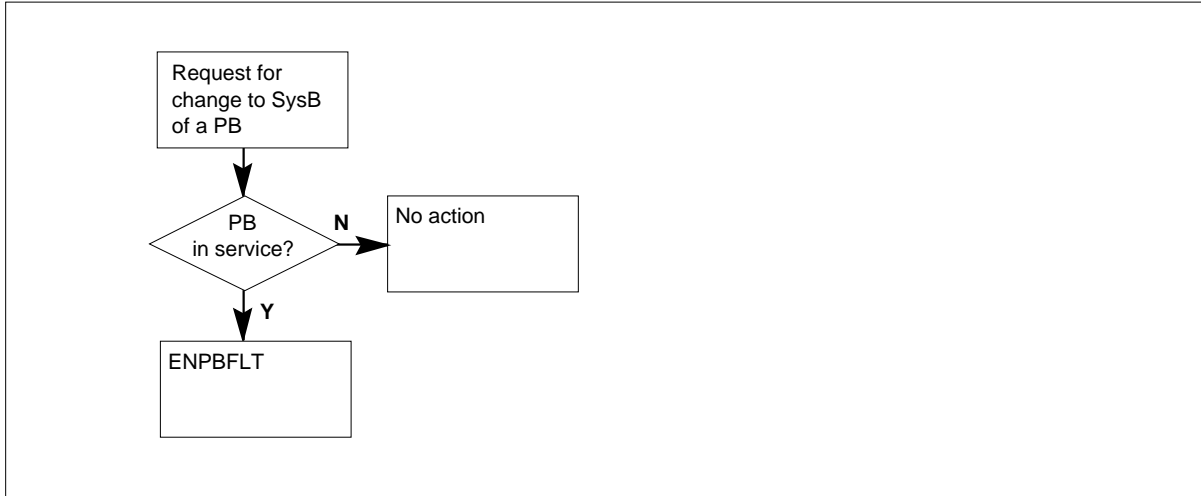 Request for
change to SysB
of a PB
PB
in service?
N
No action
Y
ENPBFLT